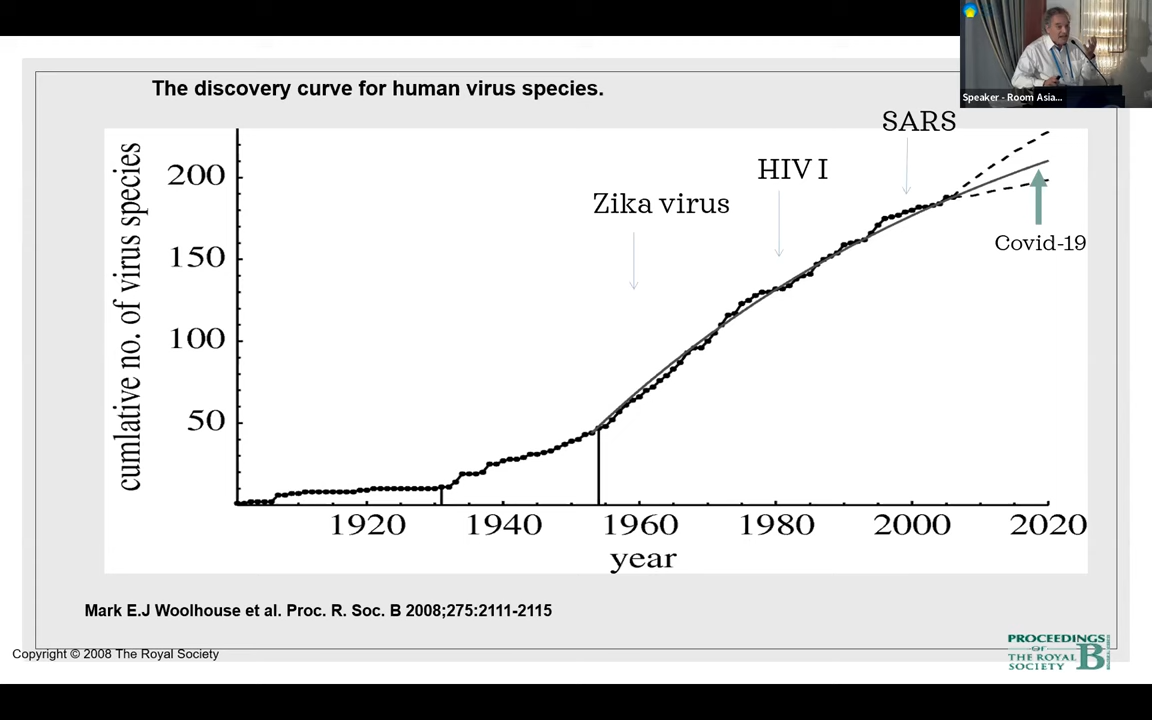 Speaker - Room Asia...
The discovery curve for human virus species.
SARS
HIV I
Zika virus
Covid-19
cumlative no. of virus species
200
150
100
50
1920 1940 1960 1980 2000 2020
year
Mark E.J Woolhouse et al. Proc. R. Soc. B 2008;275:2111-2115
Copyright © 2008 The Royal Society
PROCEEDINGS
OF
THE ROYAL
SOCIETY
B